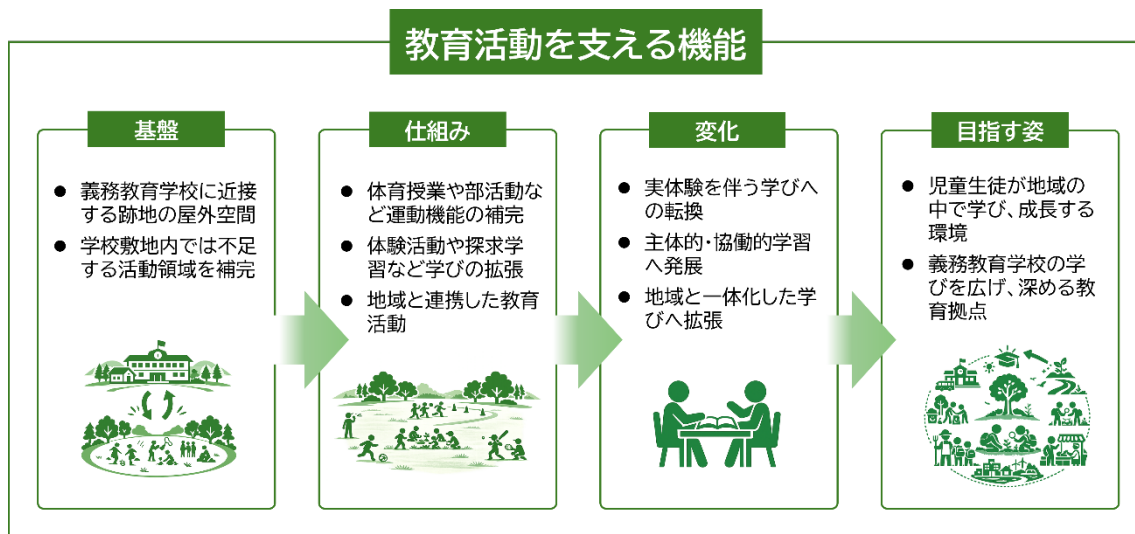 教育活動を支える機能
基盤
● 義務教育学校に近接
する跡地の屋外空間
● 学校敷地内では不足
する活動領域を補完
仕組み
● 体育授業や部活動な
ど運動機能の補完
● 体験活動や探求学
習など学びの拡張
● 地域と連携した教育
活動
変化
● 実体験を伴う学びへ
の転換
● 主体的・協働的学習
へ発展
● 地域と一体化した学
びへ拡張
目指す姿
● 児童生徒が地域の
中で学び、成長する
環境
● 義務教育学校の学
びを広げ、深める教
育拠点